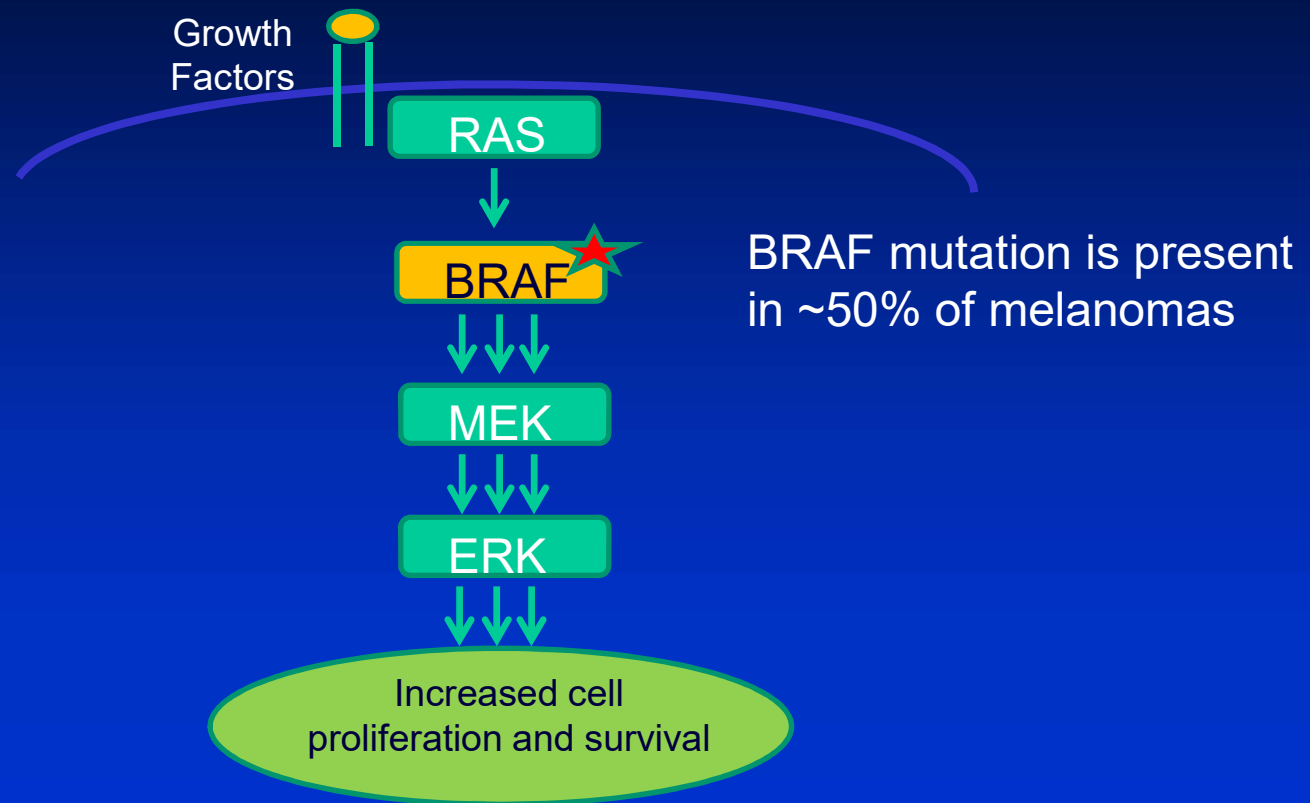 Growth
Factors
RAS
BRAF
BRAF mutation is present
in ~50% of melanomas
MEK
ERK
Increased cell
proliferation and survival